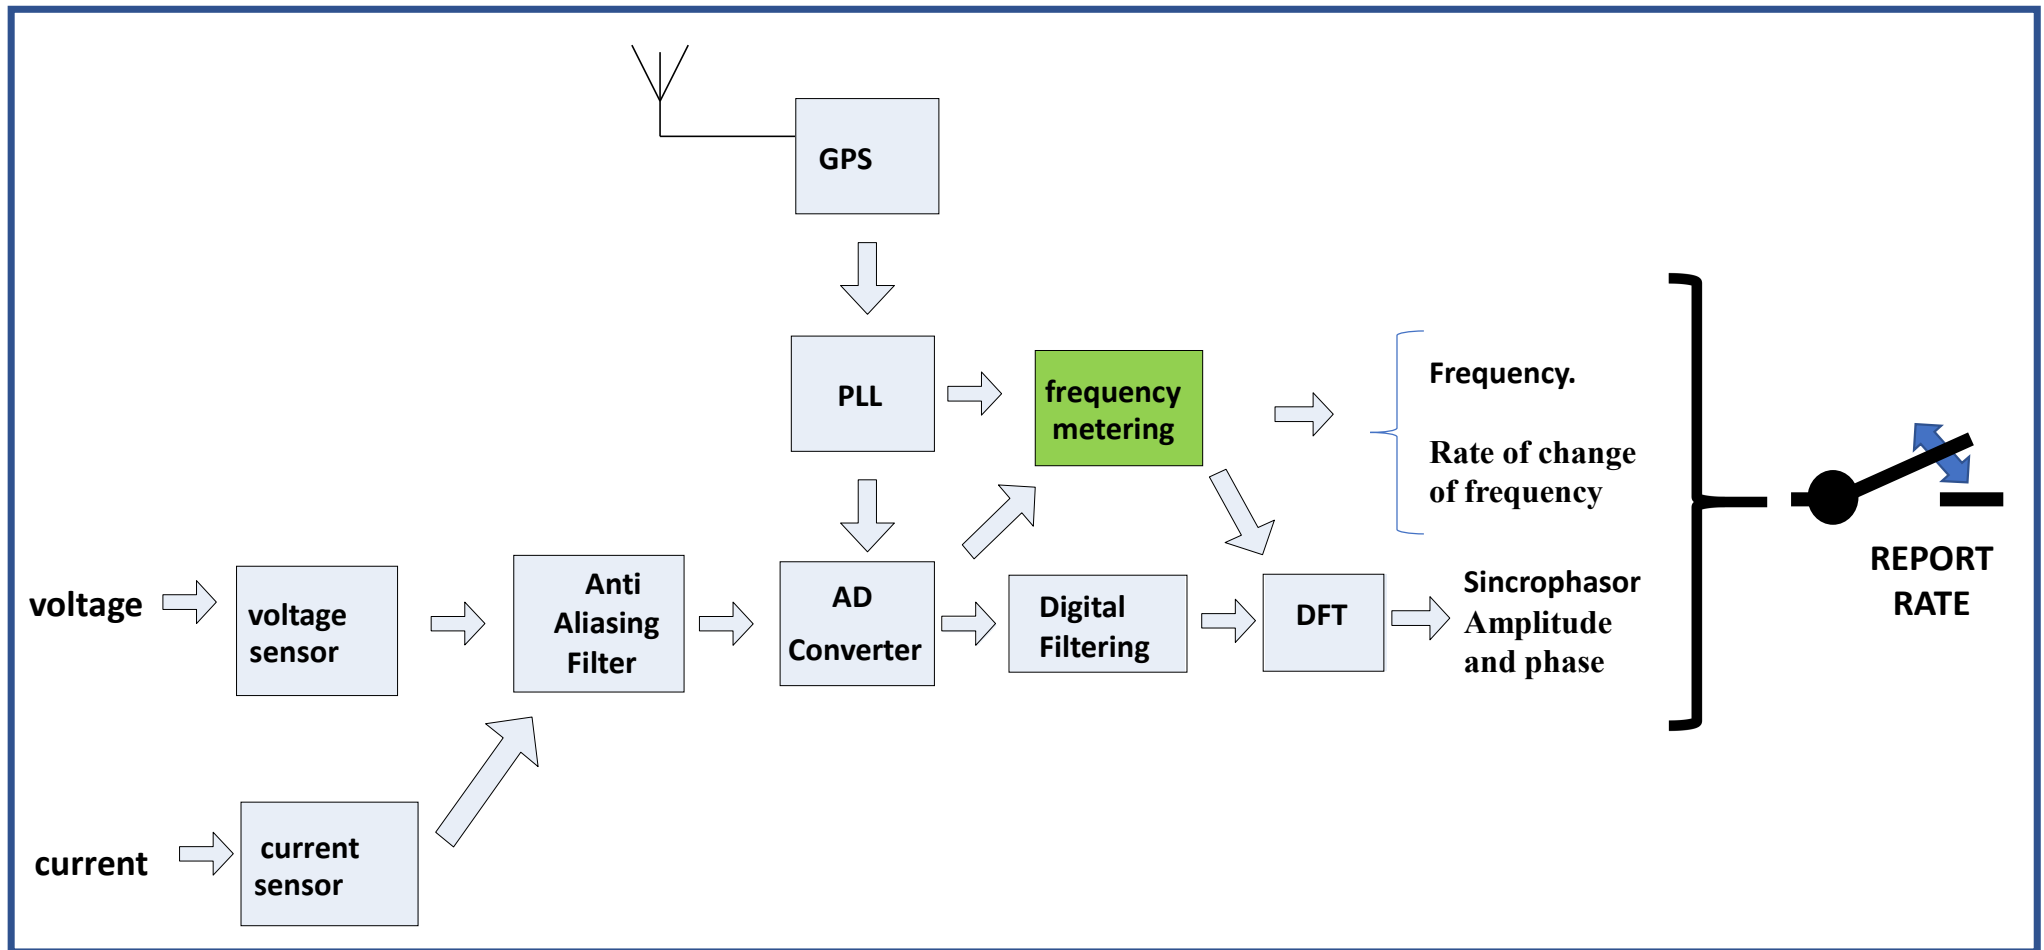 GPS
PLL
frequency
metering
Frequency.
Rate of change
of frequency
voltage
voltage
sensor
Anti
Aliasing
Filter
AD
Converter
Digital
Filtering
DFT
Sincrophasor
Amplitude
and phase
REPORT
RATE
current
current
sensor